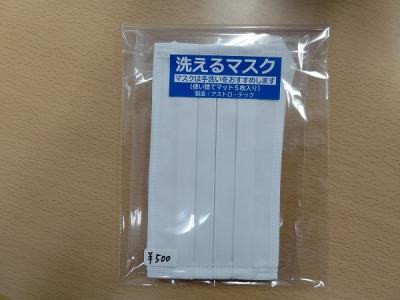 洗えるマスク
マスクは手洗いをおすすめします
(使い捨てマット5枚入り)
製造:アストロ・テック
¥500